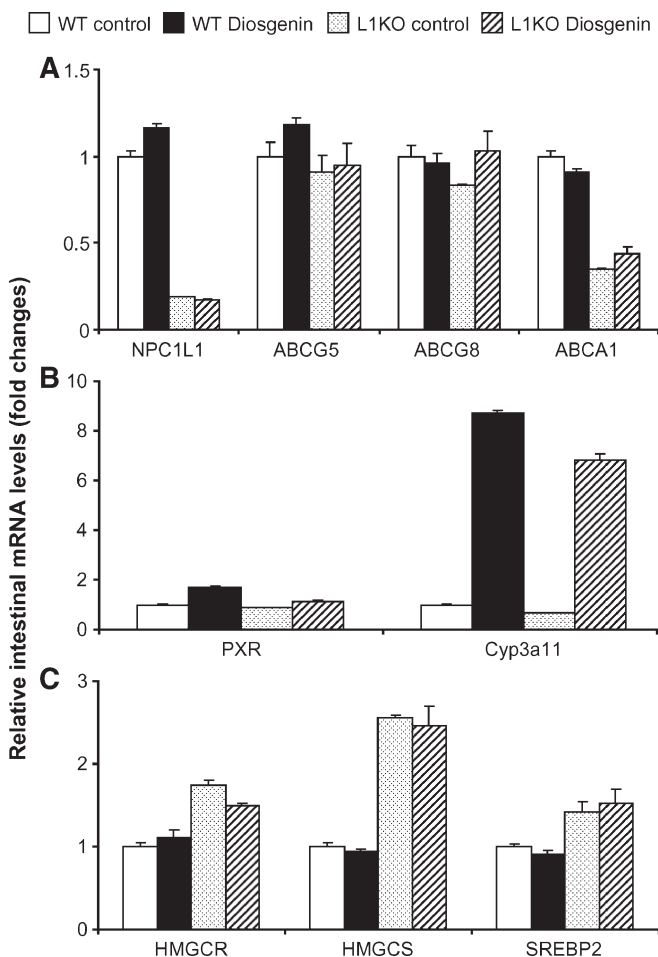 WT control WT Diosgenin L1KO control L1KO Diosgenin
A
1.5
1
0.5
0
NPC1L1 ABCG5 ABCG8 ABCA1
Relative intestinal mRNA levels (fold changes)
B
10
8
6
4
2
0
PXR Cyp3a11
C
3
2
1
0
HMGCR HMGCS SREBP2